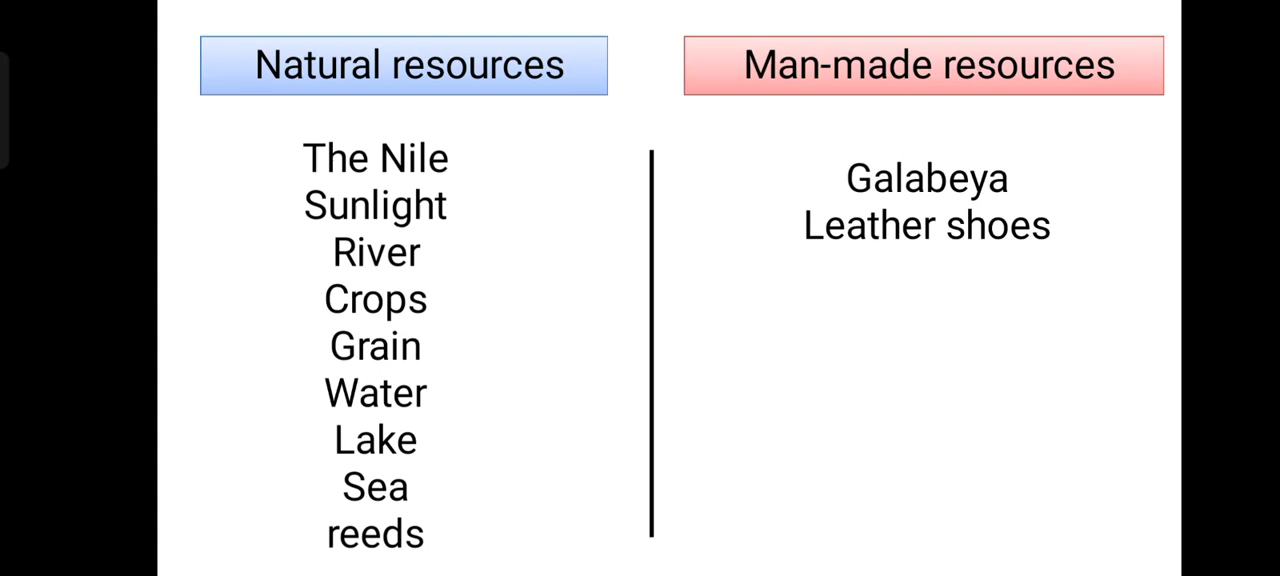 Natural resources
Man-made resources
The Nile
Sunlight
River
Crops
Grain
Water
Lake
Sea
reeds
Galabeya
Leather shoes